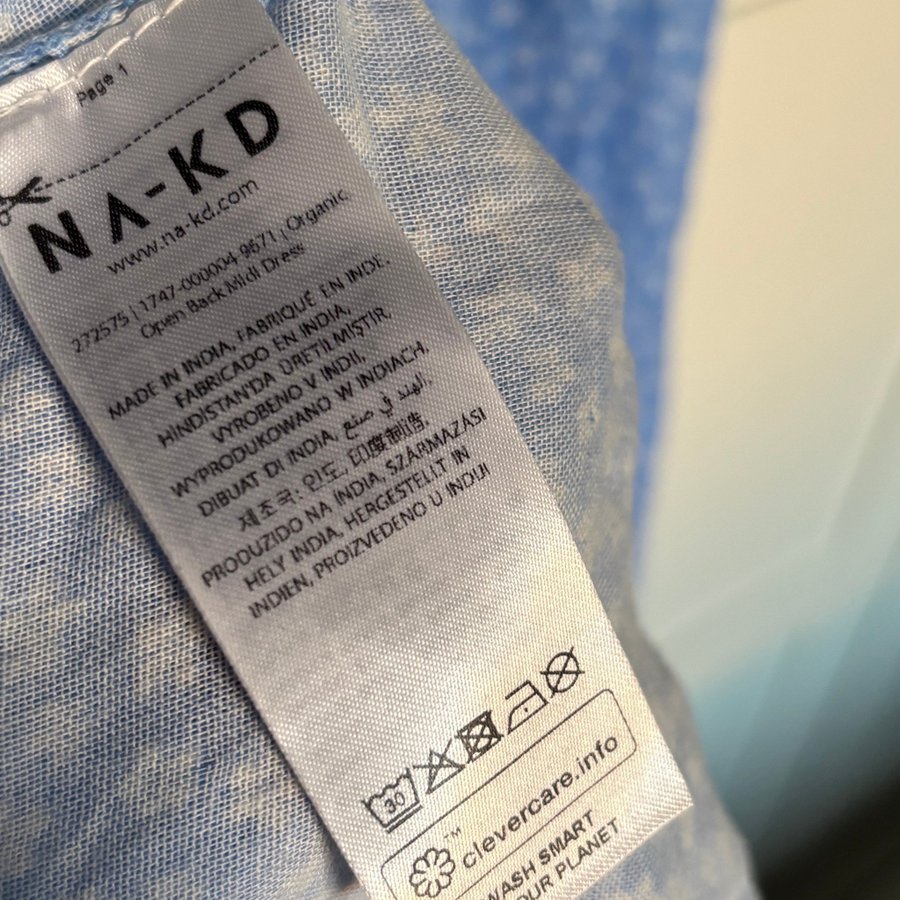 Page 1
NA-KD
www.na-kd.com
272575 | 1747-000004 9671 , Organic
Open Back Midi Dress
MADE IN INDIA, FABRIQUÉ EN INDE,
FABRICADO EN INDIA,
HINDISTAN'DA ÜRETILMIŞTIR,
VYROBENO V INDII,
WYPRODUKOWANO W INDIACH,
DIBUAT DI INDIA, الهند في صنع,
제조국: 인도, 印度制造,
PRODUZIDO NA ÍNDIA, SZÁRMAZÁSI
HELY INDIA, HERGESTELLT IN
INDIEN, PROIZVEDENO U INDIJI
30
clevercare.info™
WASH SMART
OUR PLANET